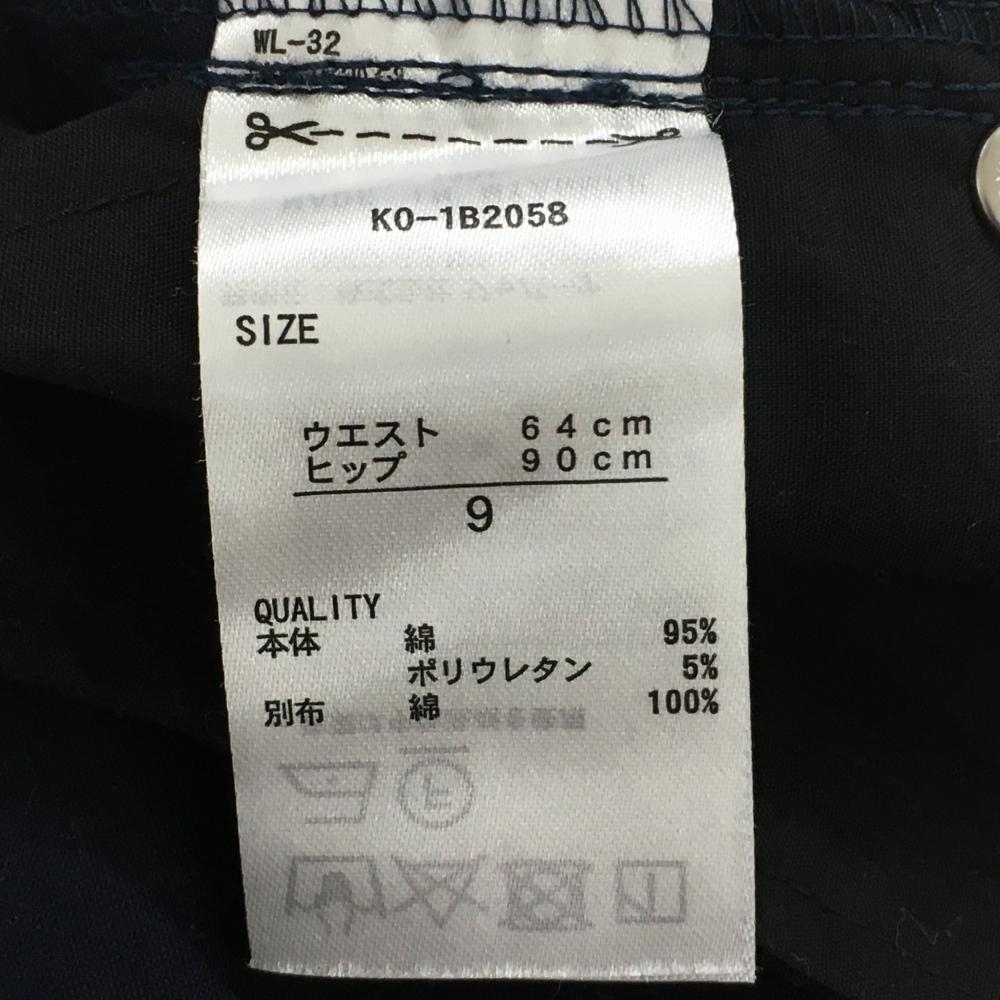 WL-32
KO-1B2058
SIZE
ウエスト 64cm
ヒップ 90cm
9
QUALITY
本体 綿 95%
ポリウレタン 5%
別布 綿 100%